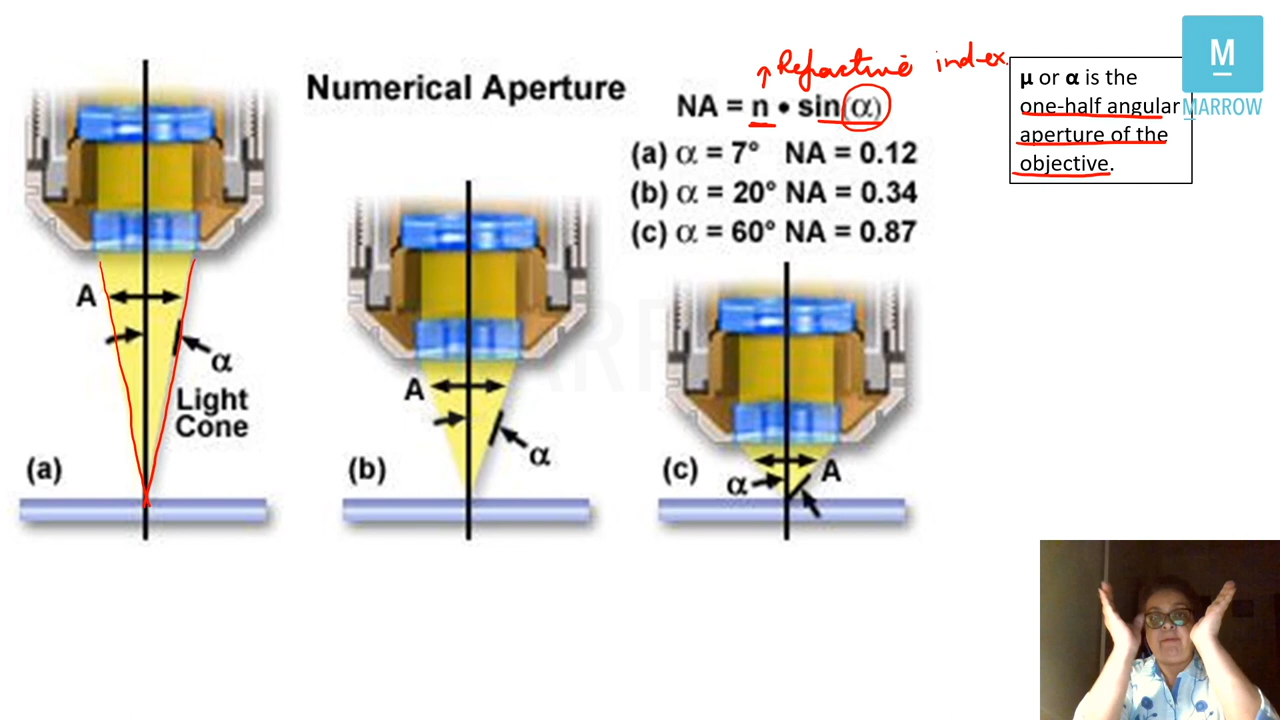 Numerical Aperture
Refractive index
NA = n • sin(α)
(a) α = 7° NA = 0.12
(b) α = 20° NA = 0.34
(c) α = 60° NA = 0.87
μ or α is the
one-half angular
aperture of the
objective.
M
MARROW
A
α
Light
Cone
(a)
A
α
(b)
A
α
(c)